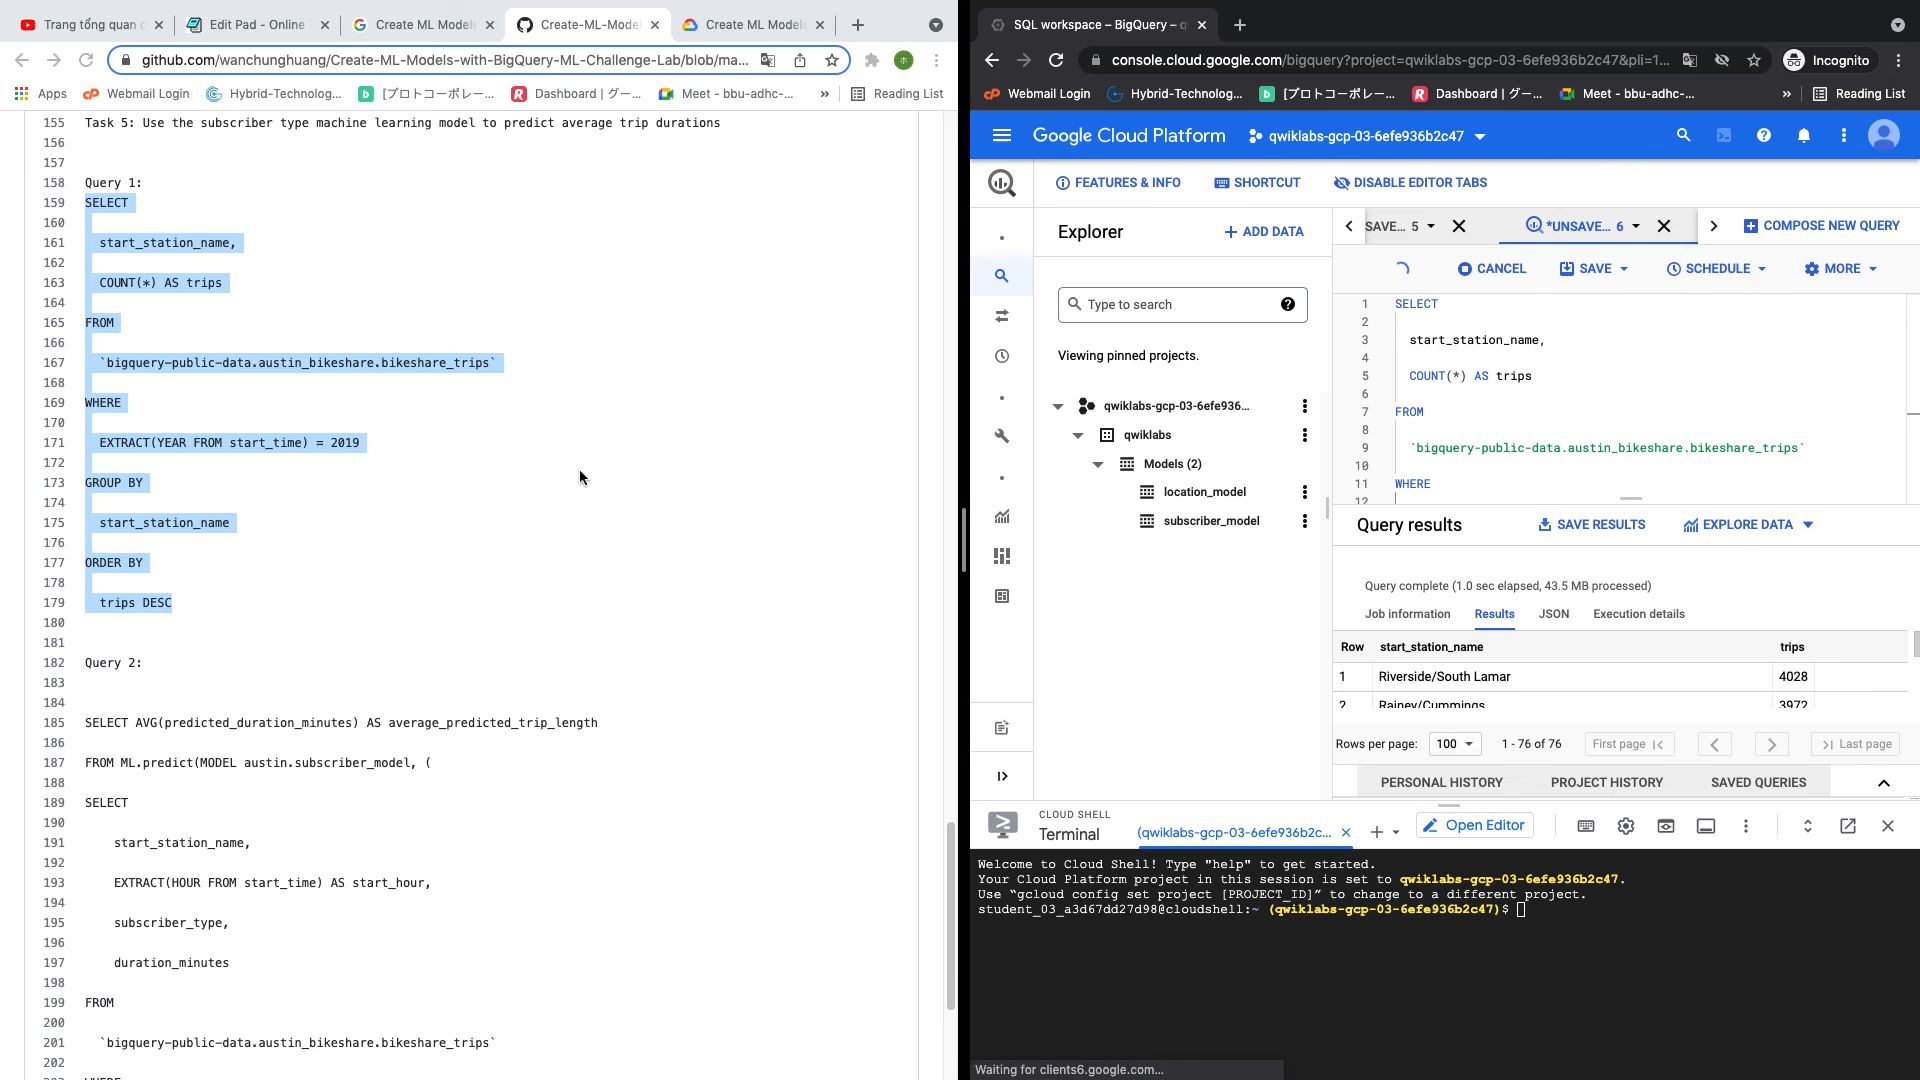 Trang tổng quan c
Edit Pad - Online T
Create ML Models
Create-ML-Model
Create ML Models
github.com/wanchunghuang/Create-ML-Models-with-BigQuery-ML-Challenge-Lab/blob/ma...
Apps
Webmail Login
Hybrid-Technolog...
[プロトコーポレー...
Dashboard | グー...
Meet - bbu-adhc-...
»
Reading List
155 Task 5: Use the subscriber type machine learning model to predict average trip durations
156
157
158 Query 1:
159 SELECT
160
161 start_station_name,
162
163 COUNT(*) AS trips
164
165 FROM
166
167 `bigquery-public-data.austin_bikeshare.bikeshare_trips`
168
169 WHERE
170
171 EXTRACT(YEAR FROM start_time) = 2019
172
173 GROUP BY
174
175 start_station_name
176
177 ORDER BY
178
179 trips DESC
180
181
182 Query 2:
183
184
185 SELECT AVG(predicted_duration_minutes) AS average_predicted_trip_length
186
187 FROM ML.predict(MODEL austin.subscriber_model, (
188
189 SELECT
190
191 start_station_name,
192
193 EXTRACT(HOUR FROM start_time) AS start_hour,
194
195 subscriber_type,
196
197 duration_minutes
198
199 FROM
200
201 `bigquery-public-data.austin_bikeshare.bikeshare_trips`
202
203 WHERE
SQL workspace – BigQuery – q
console.cloud.google.com/bigquery?project=qwiklabs-gcp-03-6efe936b2c47&pli=1...
Incognito
Webmail Login
Hybrid-Technolog...
[プロトコーポレー...
Dashboard | グー...
Meet - bbu-adhc-...
»
Reading List
Google Cloud Platform
qwiklabs-gcp-03-6efe936b2c47
FEATURES & INFO
SHORTCUT
DISABLE EDITOR TABS
Explorer
+ ADD DATA
SAVE... 5
*UNSAVE... 6
COMPOSE NEW QUERY
CANCEL
SAVE
SCHEDULE
MORE
Type to search
Viewing pinned projects.
qwiklabs-gcp-03-6efe936...
qwiklabs
Models (2)
location_model
subscriber_model
1 SELECT
2
3 start_station_name,
4
5 COUNT(*) AS trips
6
7 FROM
8
9 `bigquery-public-data.austin_bikeshare.bikeshare_trips`
10
11 WHERE
12
Query results
SAVE RESULTS
EXPLORE DATA
Query complete (1.0 sec elapsed, 43.5 MB processed)
Job information
Results
JSON
Execution details
Row start_station_name trips
1 Riverside/South Lamar 4028
2 Rainey/Cummings 3972
Rows per page: 100 1 - 76 of 76 First page Last page
PERSONAL HISTORY
PROJECT HISTORY
SAVED QUERIES
CLOUD SHELL
Terminal
(qwiklabs-gcp-03-6efe936b2c...
Open Editor
Welcome to Cloud Shell! Type "help" to get started.
Your Cloud Platform project in this session is set to qwiklabs-gcp-03-6efe936b2c47.
Use “gcloud config set project [PROJECT_ID]” to change to a different project.
student_03_a3d67dd27d98@cloudshell:~ (qwiklabs-gcp-03-6efe936b2c47)$
Waiting for clients6.google.com...